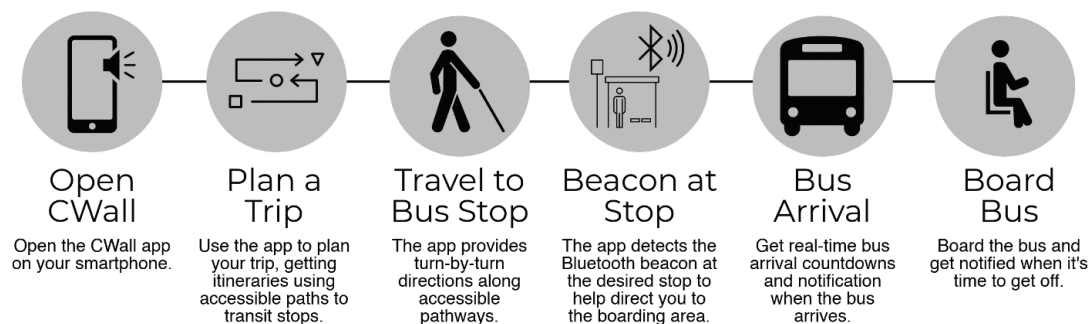 Open
CWall
Open the CWall app
on your smartphone.
Plan a
Trip
Use the app to plan
your trip, getting
itineraries using
accessible paths to
transit stops.
Travel to
Bus Stop
The app provides
turn-by-turn
directions along
accessible
pathways.
Beacon at
Stop
The app detects the
Bluetooth beacon at
the desired stop to
help direct you to
the boarding area.
Bus
Arrival
Get real-time bus
arrival countdowns
and notification
when the bus
arrives.
Board
Bus
Board the bus and
get notified when it's
time to get off.